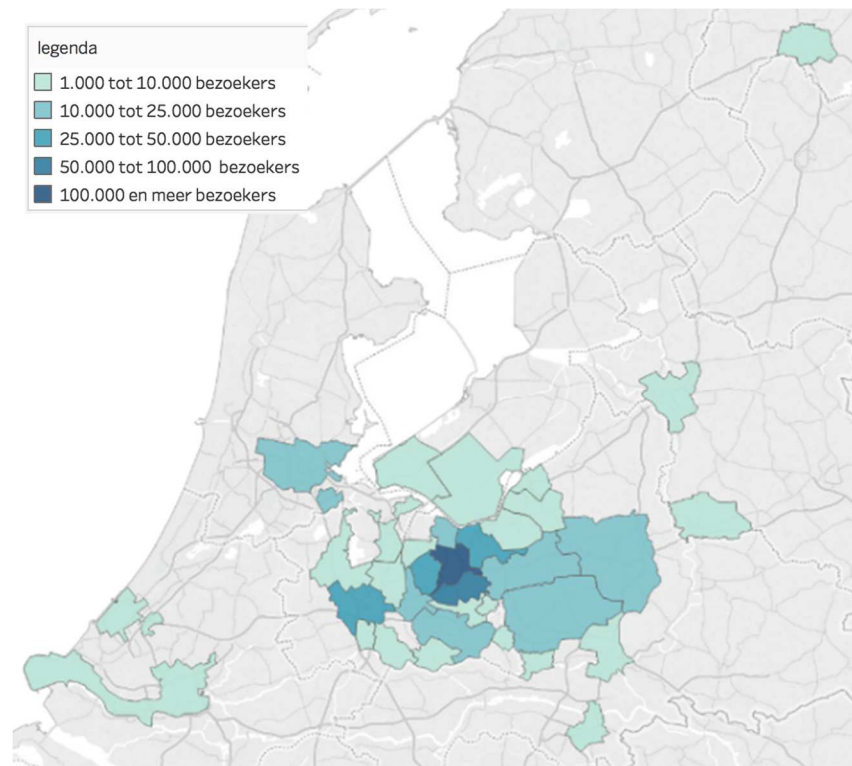 legenda
1.000 tot 10.000 bezoekers
10.000 tot 25.000 bezoekers
25.000 tot 50.000 bezoekers
50.000 tot 100.000 bezoekers
100.000 en meer bezoekers